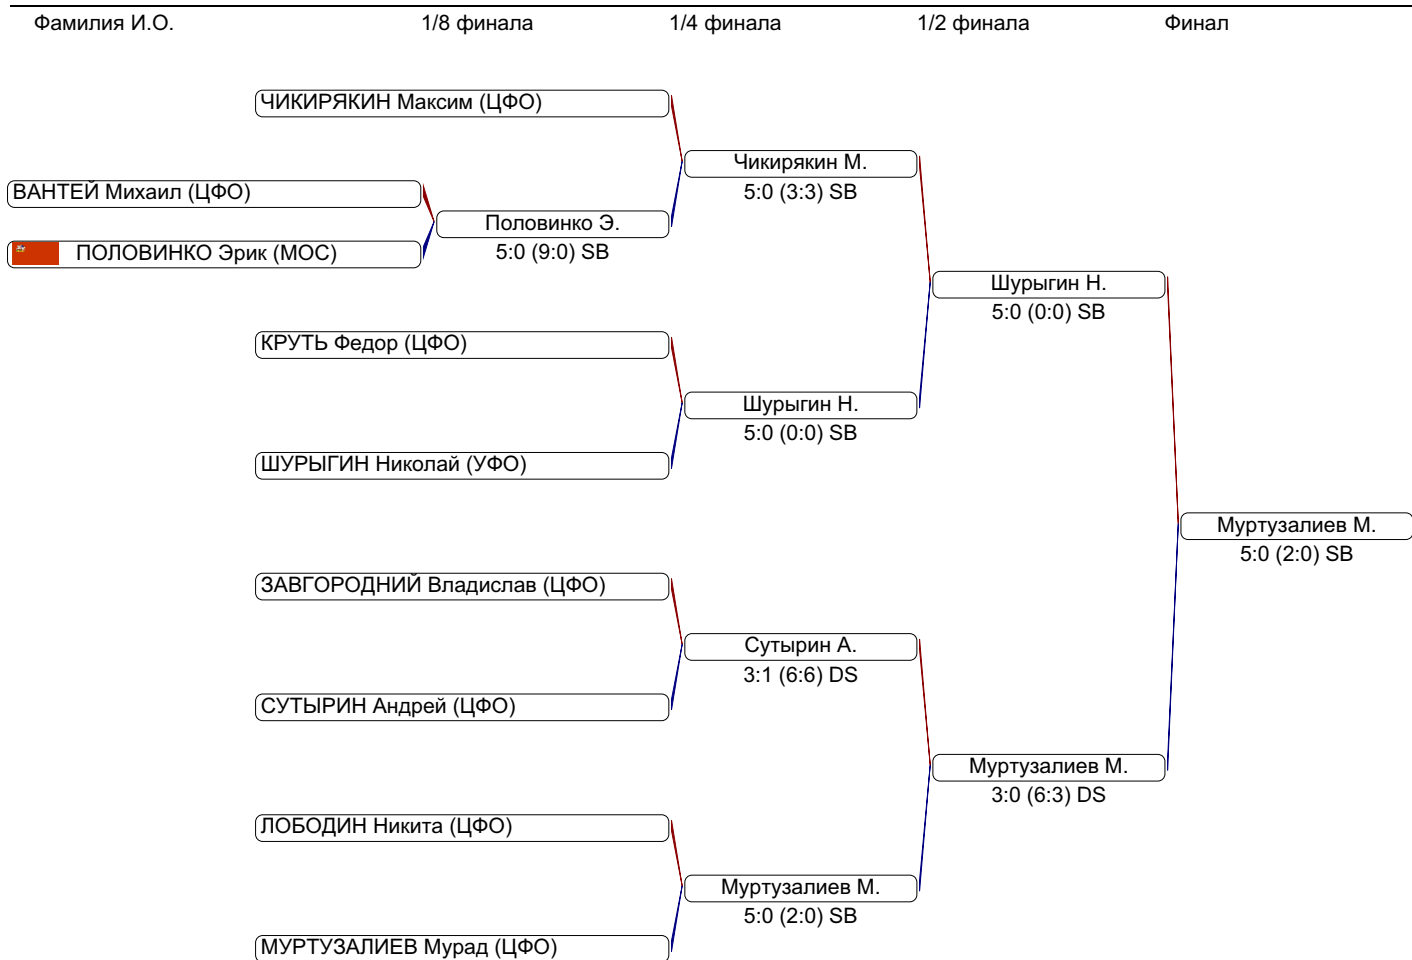 Фамилия И.О. 1/8 финала 1/4 финала 1/2 финала Финал
ЧИКИРЯКИН Максим (ЦФО)
Чикирякин М.
5:0 (3:3) SB
ВАНТЕЙ Михаил (ЦФО)
Половинко Э.
5:0 (9:0) SB
ПОЛОВИНКО Эрик (МОС)
Шурыгин Н.
5:0 (0:0) SB
КРУТЬ Федор (ЦФО)
Шурыгин Н.
5:0 (0:0) SB
ШУРЫГИН Николай (УФО)
Муртузалиев М.
5:0 (2:0) SB
ЗАВГОРОДНИЙ Владислав (ЦФО)
Сутырин А.
3:1 (6:6) DS
СУТЫРИН Андрей (ЦФО)
Муртузалиев М.
3:0 (6:3) DS
ЛОБОДИН Никита (ЦФО)
Муртузалиев М.
5:0 (2:0) SB
МУРТУЗАЛИЕВ Мурад (ЦФО)